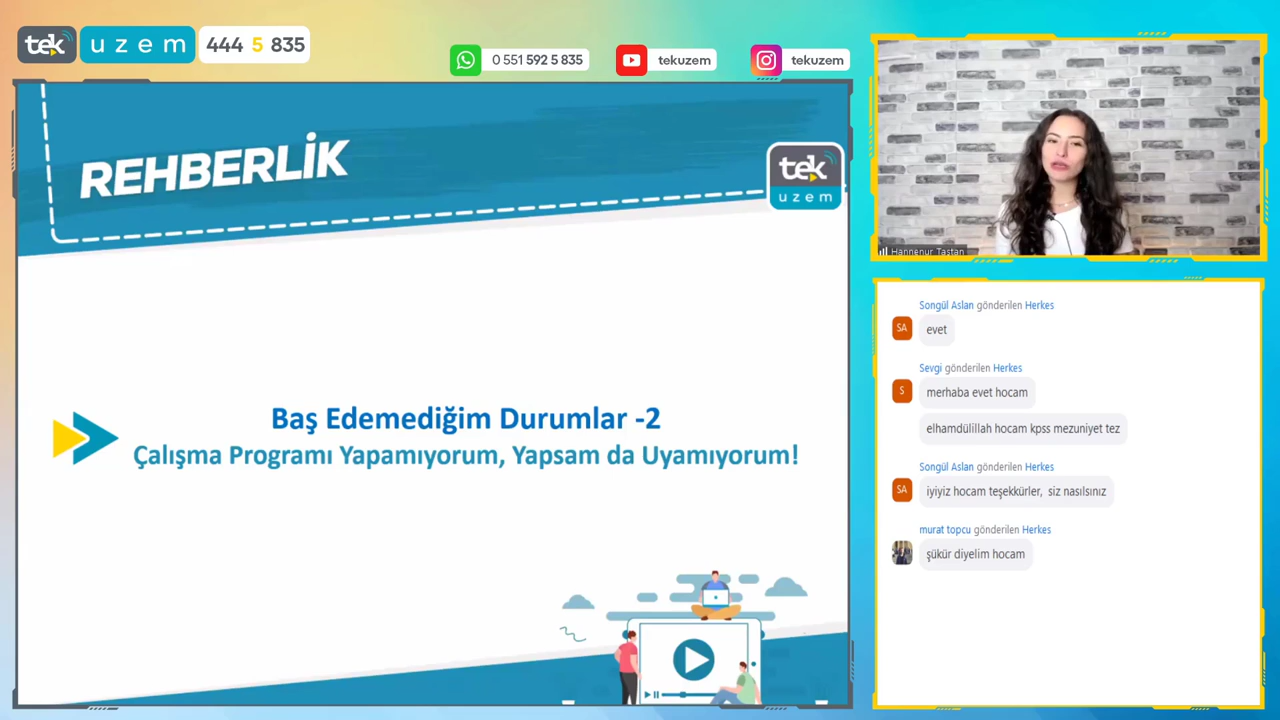 tek uzem 444 5 835
0 551 592 5 835
tekuzem
tekuzem
REHBERLİK
tek
uzem
Baş Edemediğim Durumlar -2
Çalışma Programı Yapamıyorum, Yapsam da Uyamıyorum!
Hannenur Tastan
Songül Aslan gönderilen Herkes
SA
evet
Sevgi gönderilen Herkes
S
merhaba evet hocam
elhamdülillah hocam kpss mezuniyet tez
Songül Aslan gönderilen Herkes
SA
iyiyiz hocam teşekkürler, siz nasılsınız
murat topcu gönderilen Herkes
şükür diyelim hocam